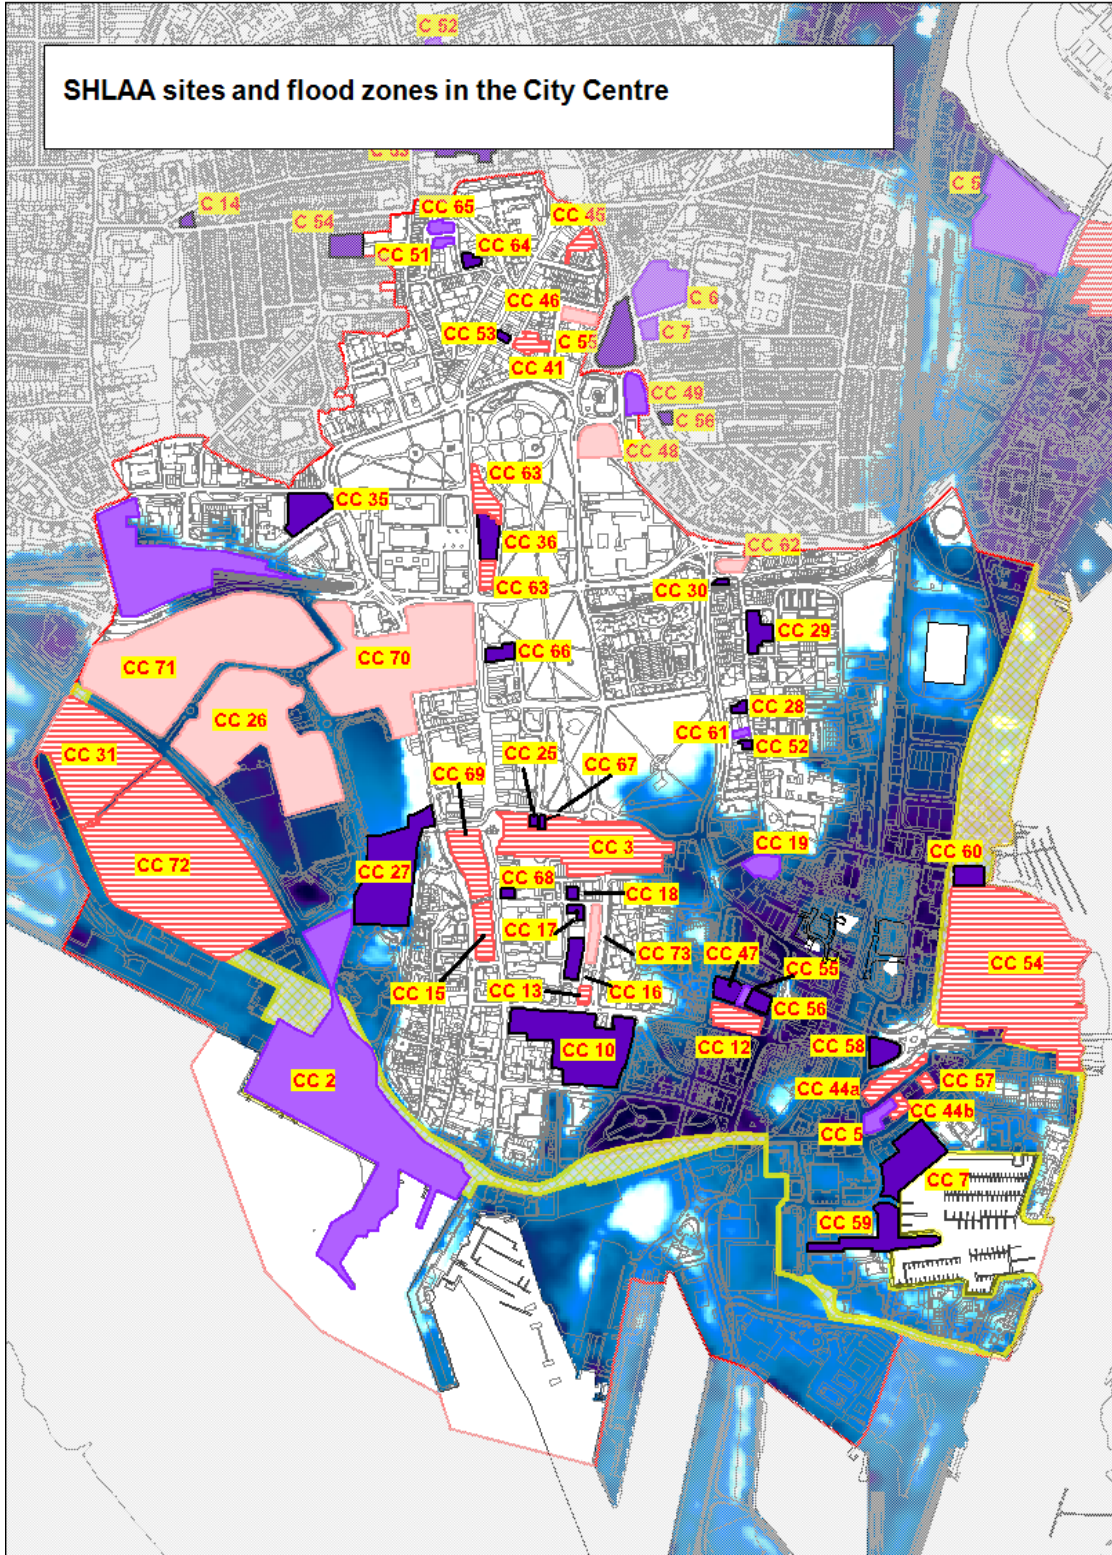 C 52
SHLAA sites and flood zones in the City Centre
C 14
C 54
CC 65
CC 45
C 5
CC 51
CC 64
CC 46
C 6
CC 53
C 55
C 7
CC 41
CC 49
C 56
CC 48
CC 63
CC 35
CC 36
CC 62
CC 63
CC 30
CC 29
CC 71
CC 70
CC 66
CC 26
CC 28
CC 31
CC 61
CC 25
CC 67
CC 52
CC 69
CC 72
CC 27
CC 3
CC 19
CC 60
CC 68
CC 18
CC 17
CC 73
CC 47
CC 55
CC 54
CC 15
CC 13
CC 16
CC 56
CC 10
CC 12
CC 58
CC 2
CC 44a
CC 57
CC 44b
CC 5
CC 7
CC 59